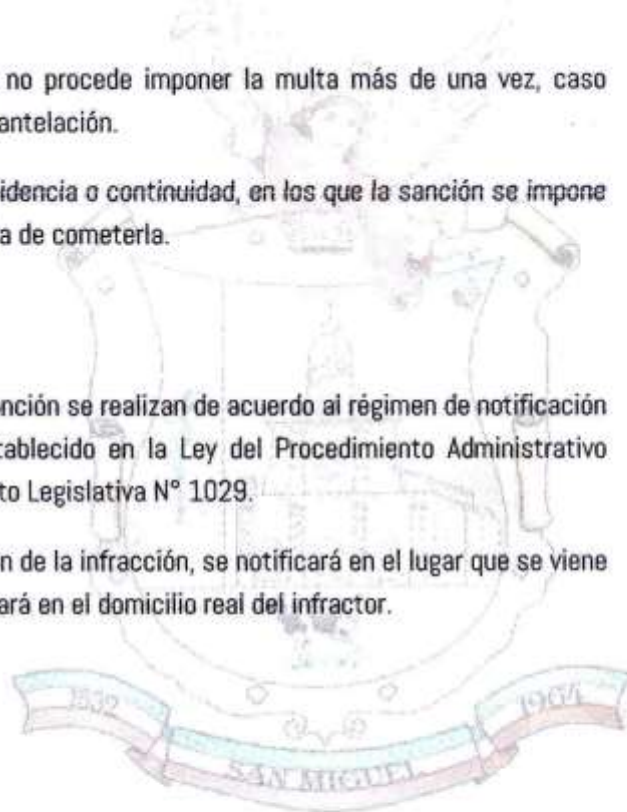 no procede imponer la multa más de una vez, caso
antelación.
idencia o continuidad, en los que la sanción se impone
a de cometerla.
nción se realizan de acuerdo al régimen de notificación
tablecido en la Ley del Procedimiento Administrativo
to Legislativa N° 1029.
n de la infracción, se notificará en el lugar que se viene
ará en el domicilio real del infractor.
1532
1964
SAN MIGUEL